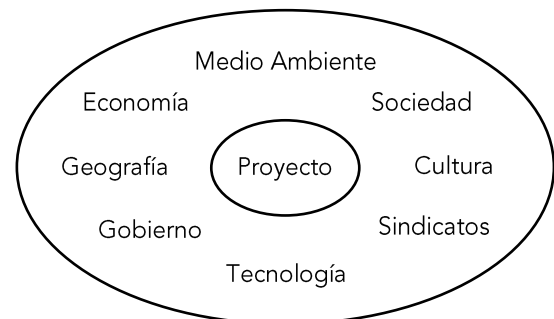 Medio Ambiente
Economía
Sociedad
Geografía
Proyecto
Cultura
Gobierno
Sindicatos
Tecnología